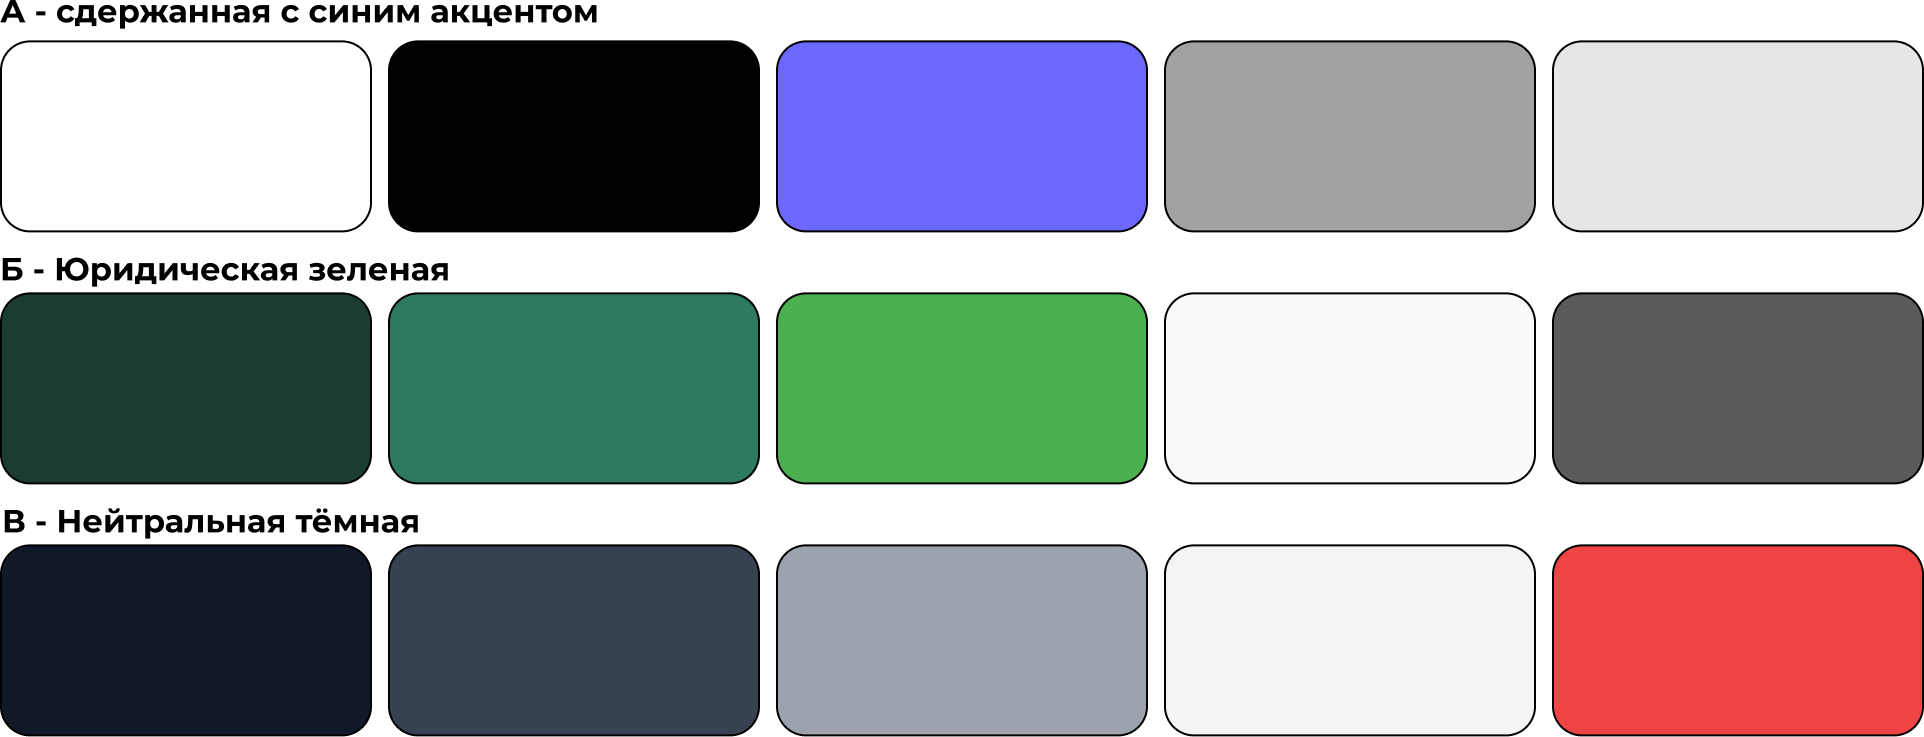 А - сдержанная с синим акцентом
Б - Юридическая зеленая
В - Нейтральная тёмная